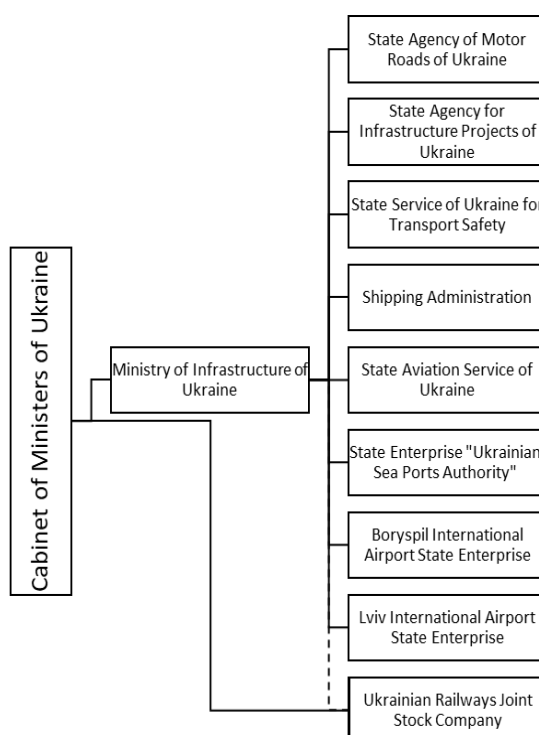 Cabinet of Ministers of Ukraine
Ministry of Infrastructure of
Ukraine
State Agency of Motor
Roads of Ukraine
State Agency for
Infrastructure Projects of
Ukraine
State Service of Ukraine for
Transport Safety
Shipping Administration
State Aviation Service of
Ukraine
State Enterprise "Ukrainian
Sea Ports Authority"
Boryspil International
Airport State Enterprise
Lviv International Airport
State Enterprise
Ukrainian Railways Joint
Stock Company